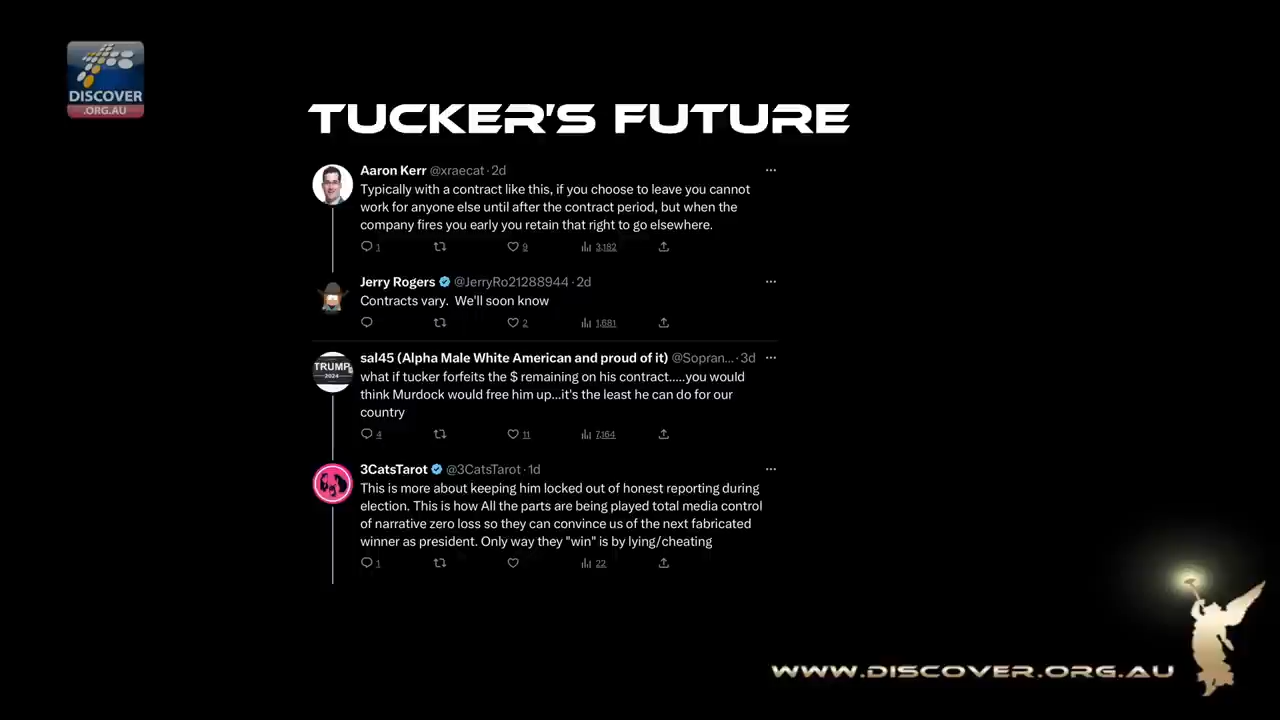 DISCOVER
.ORG.AU
TUCKER'S FUTURE
Aaron Kerr @xraecat · 2d
Typically with a contract like this, if you choose to leave you cannot
work for anyone else until after the contract period, but when the
company fires you early you retain that right to go elsewhere.
1 9 3,182
Jerry Rogers @JerryRo21288944 · 2d
Contracts vary.  We'll soon know
2 1,681
TRUMP
2024
sal45 (Alpha Male White American and proud of it) @Sopran... · 3d
what if tucker forfeits the $ remaining on his contract.....you would
think Murdock would free him up...it's the least he can do for our
country
4 11 7,164
3CatsTarot @3CatsTarot · 1d
This is more about keeping him locked out of honest reporting during
election. This is how All the parts are being played total media control
of narrative zero loss so they can convince us of the next fabricated
winner as president. Only way they "win" is by lying/cheating
1 22
WWW.DISCOVER.ORG.AU